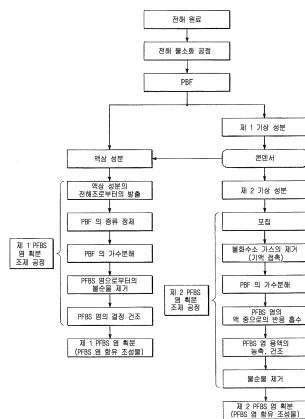 전해 원료
전해 불소화 공정
PBF
제 1 기상 성분
액상 성분
콘덴서
액상 성분의
전해조로부터의 발출
제 2 기상 성분
PBF 의 증류 정제
포집
제 1 PFBS
염 획분
조제 공정
PBF 의 가수분해
불화수소 가스의 제거
(기액 접촉)
PFBS 염으로부터의
불순물 제거
PBF 의 가수분해
제 2 PFBS
염 획분
조제 공정
PFBS 염의 결정 건조
PFBS 염의
액 중으로의 반응 흡수
제 1 PFBS 염 획분
(PFBS 염 함유 조성물)
PFBS 염 용액의
농축, 건조
불순물 제거
제 2 PFBS 염 획분
(PFBS 염 함유 조성물)